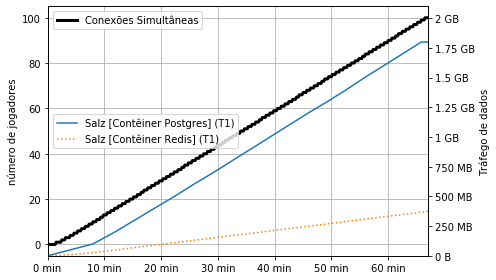 Conexões Simultâneas
Salz [Contêiner Postgres] (T1)
Salz [Contêiner Redis] (T1)
número de jogadores
100
80
60
40
20
0
0 min
10 min
20 min
30 min
40 min
50 min
60 min
2 GB
1.75 GB
1.5 GB
1.25 GB
1 GB
750 MB
500 MB
250 MB
0 B
Tráfego de dados